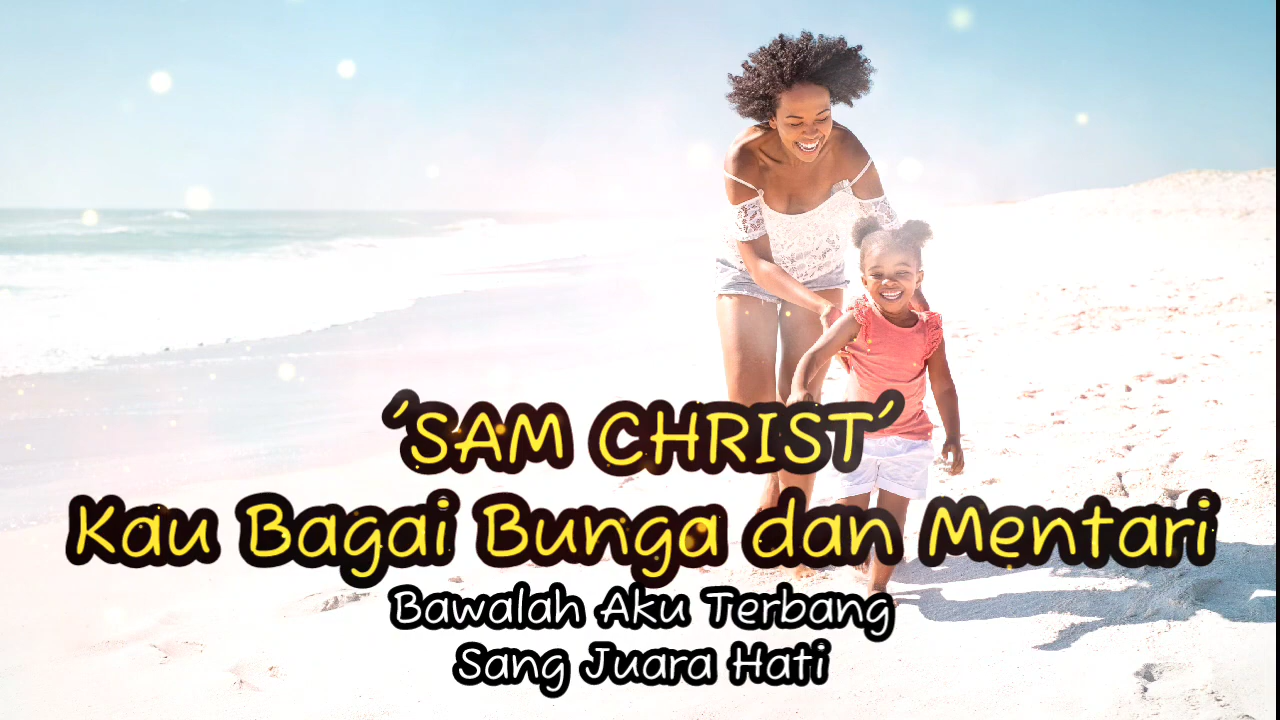 'SAM CHRIST'
Kau Bagai Bunga dan Mentari
Bawalah Aku Terbang
Sang Juara Hati